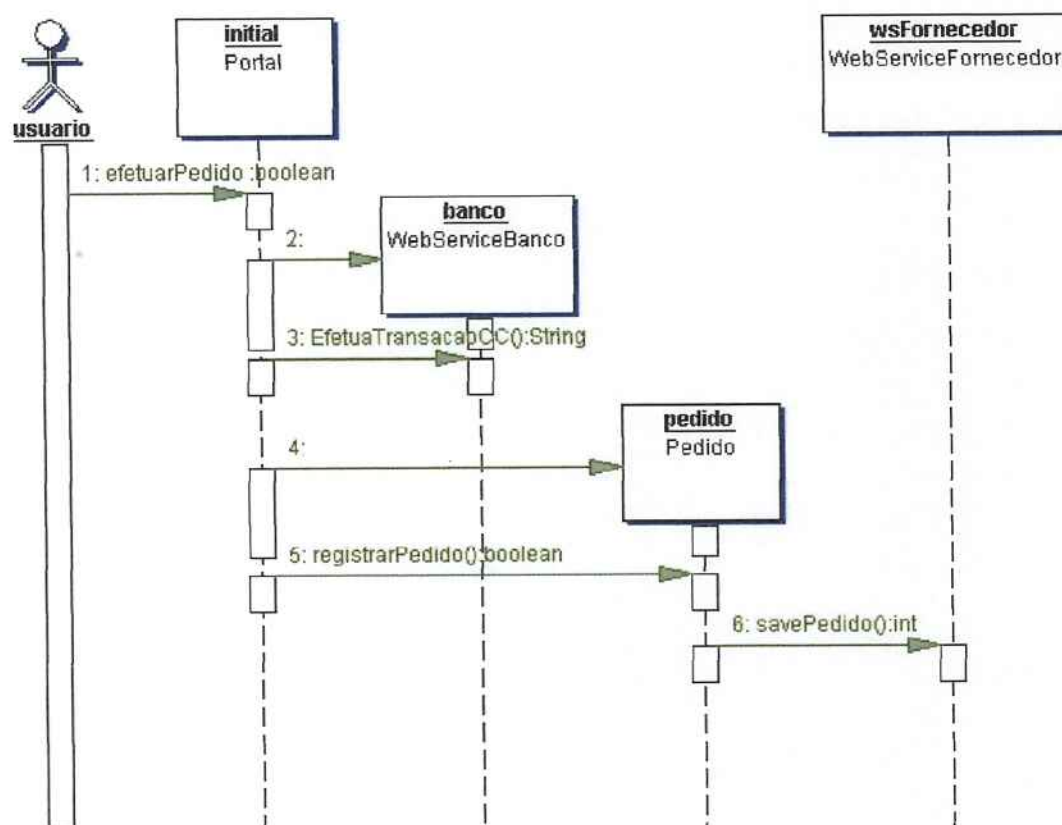 initial
Portal
wsFornecedor
WebServiceFornecedor
usuario
1: efetuarPedido :boolean
banco
WebServiceBanco
2:
3: EfetuaTransacaoCC():String
pedido
Pedido
4:
5: registrarPedido():boolean
6: savePedido():int